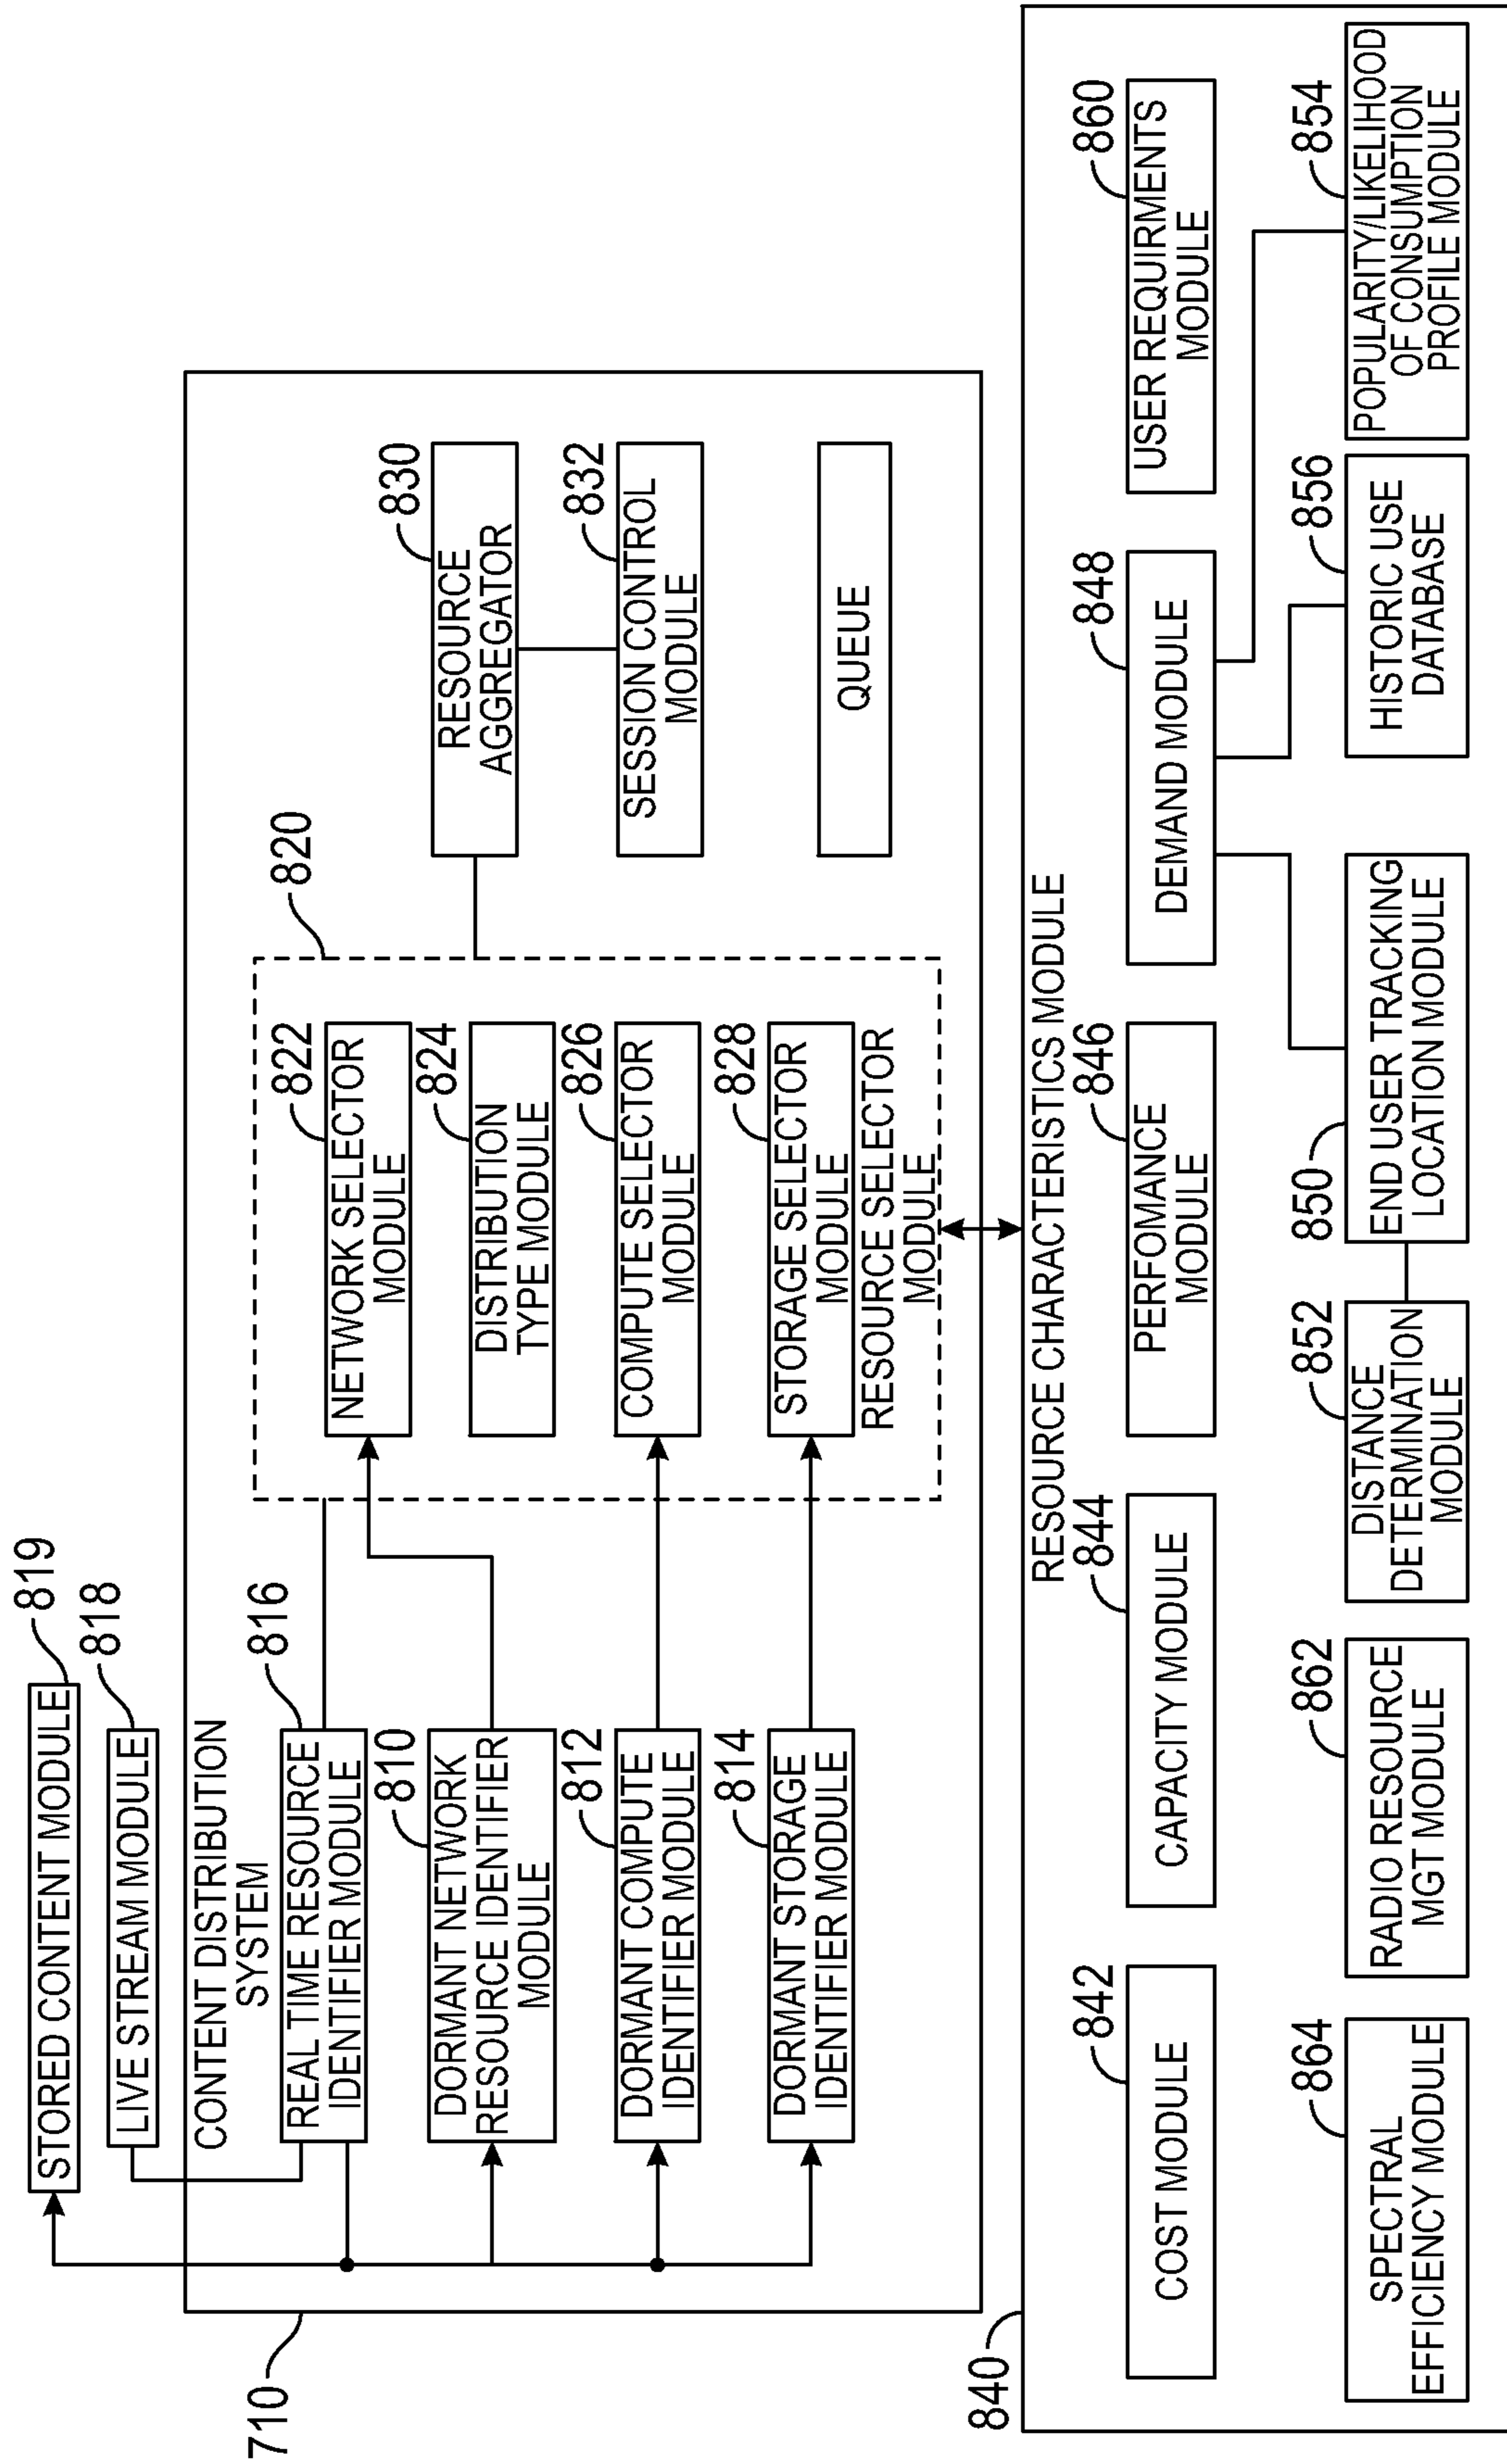 STORED CONTENT MODULE
819
LIVE STREAM MODULE
818
CONTENT DISTRIBUTION
SYSTEM
710
REAL TIME RESOURCE
IDENTIFIER MODULE
816
DORMANT NETWORK
RESOURCE IDENTIFIER
MODULE
810
DORMANT COMPUTE
IDENTIFIER MODULE
812
DORMANT STORAGE
IDENTIFIER MODULE
814
820
NETWORK SELECTOR
MODULE
822
DISTRIBUTION
TYPE MODULE
824
COMPUTE SELECTOR
MODULE
826
STORAGE SELECTOR
MODULE
828
RESOURCE SELECTOR
MODULE
RESOURCE
AGGREGATOR
830
SESSION CONTROL
MODULE
832
QUEUE
840
RESOURCE CHARACTERISTICS MODULE
COST MODULE
842
CAPACITY MODULE
844
PERFOMANCE
MODULE
846
DEMAND MODULE
848
USER REQUIRMENTS
MODULE
860
SPECTRAL
EFFICIENCY MODULE
864
RADIO RESOURCE
MGT MODULE
862
DISTANCE
DETERMINATION
MODULE
852
END USER TRACKING
LOCATION MODULE
850
HISTORIC USE
DATABASE
856
POPULARITY/LIKELIHOOD
OF CONSUMPTION
PROFILE MODULE
854